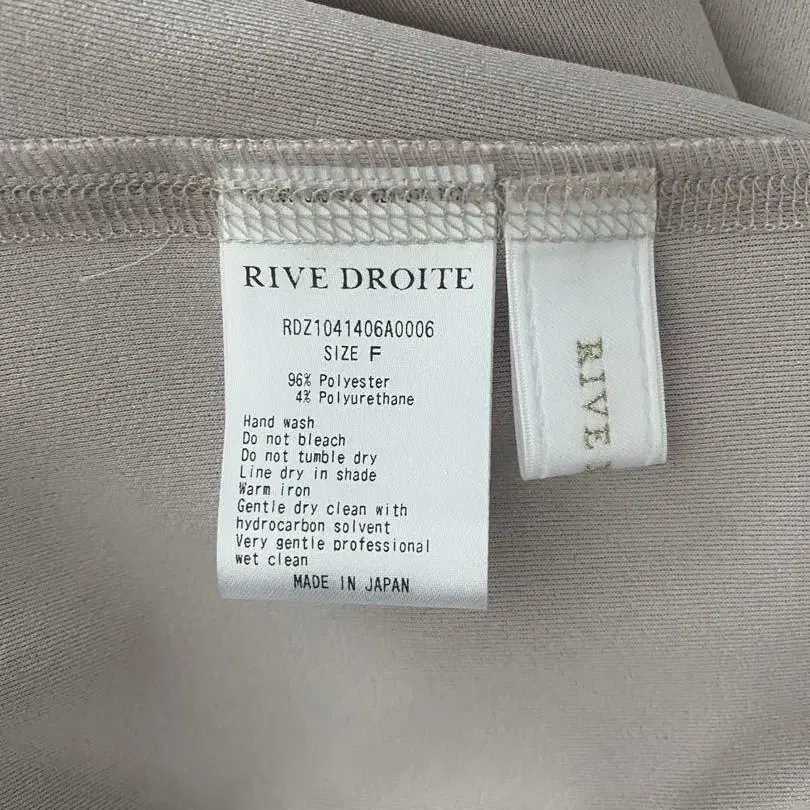 RIVE DROITE
RDZ1041406A0006
SIZE F
96% Polyester
4% Polyurethane
Hand wash
Do not bleach
Do not tumble dry
Line dry in shade
Warm iron
Gentle dry clean with
hydrocarbon solvent
Very gentle professional
wet clean
MADE IN JAPAN
RIVE